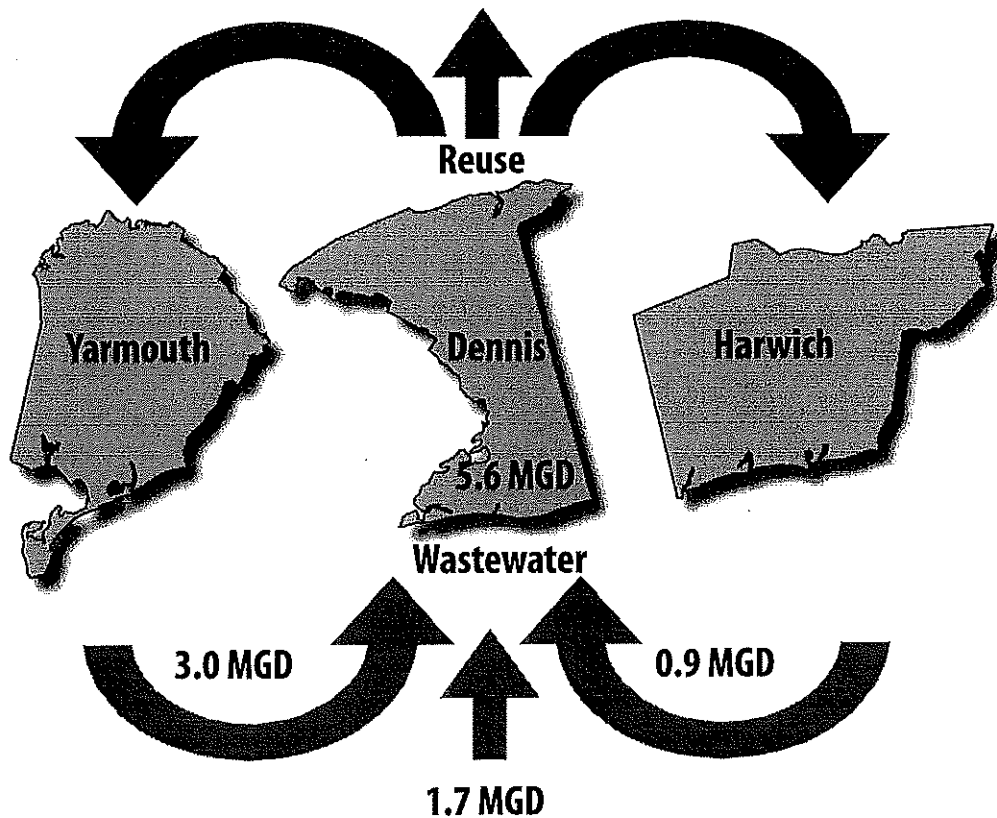 Reuse
Yarmouth
Dennis
Harwich
5.6 MGD
Wastewater
3.0 MGD
0.9 MGD
1.7 MGD